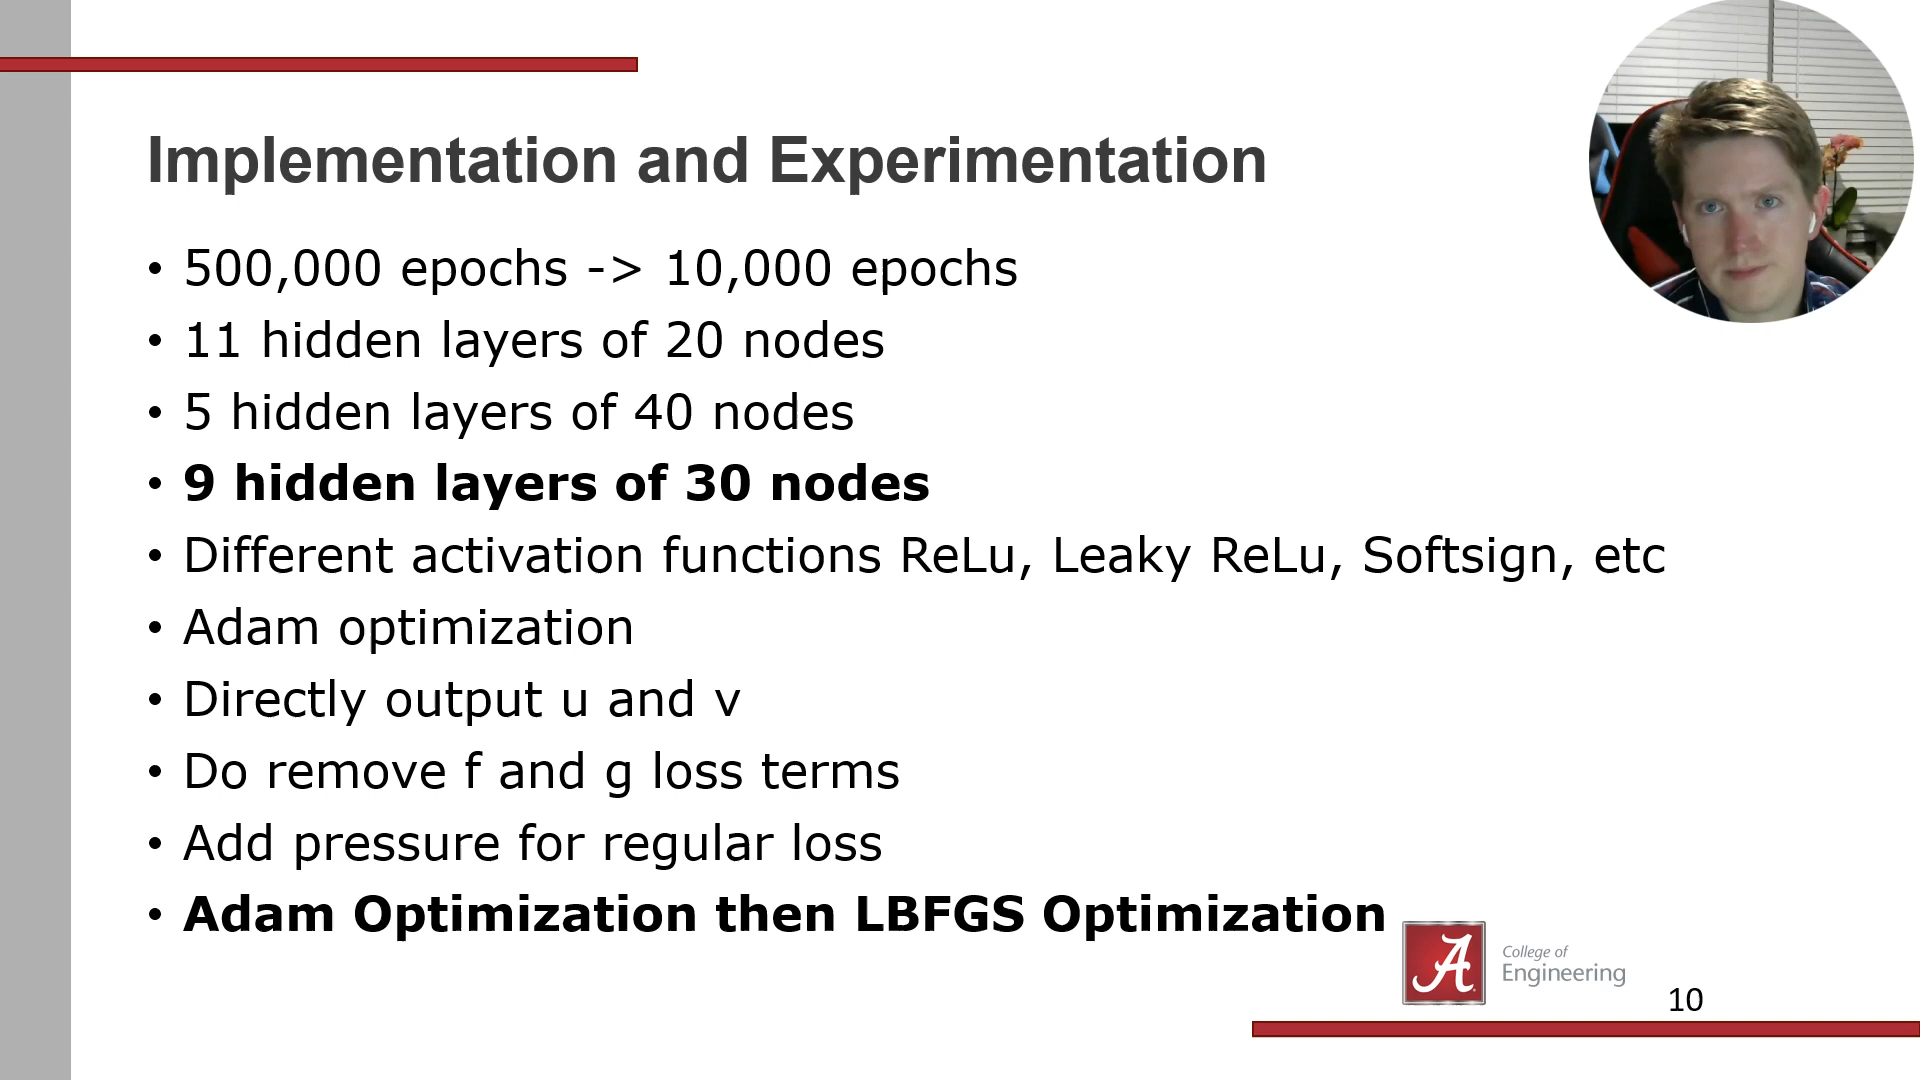 Implementation and Experimentation
• 500,000 epochs -> 10,000 epochs
• 11 hidden layers of 20 nodes
• 5 hidden layers of 40 nodes
• 9 hidden layers of 30 nodes
• Different activation functions ReLu, Leaky ReLu, Softsign, etc
• Adam optimization
• Directly output u and v
• Do remove f and g loss terms
• Add pressure for regular loss
• Adam Optimization then LBFGS Optimization
A
College of
Engineering
10